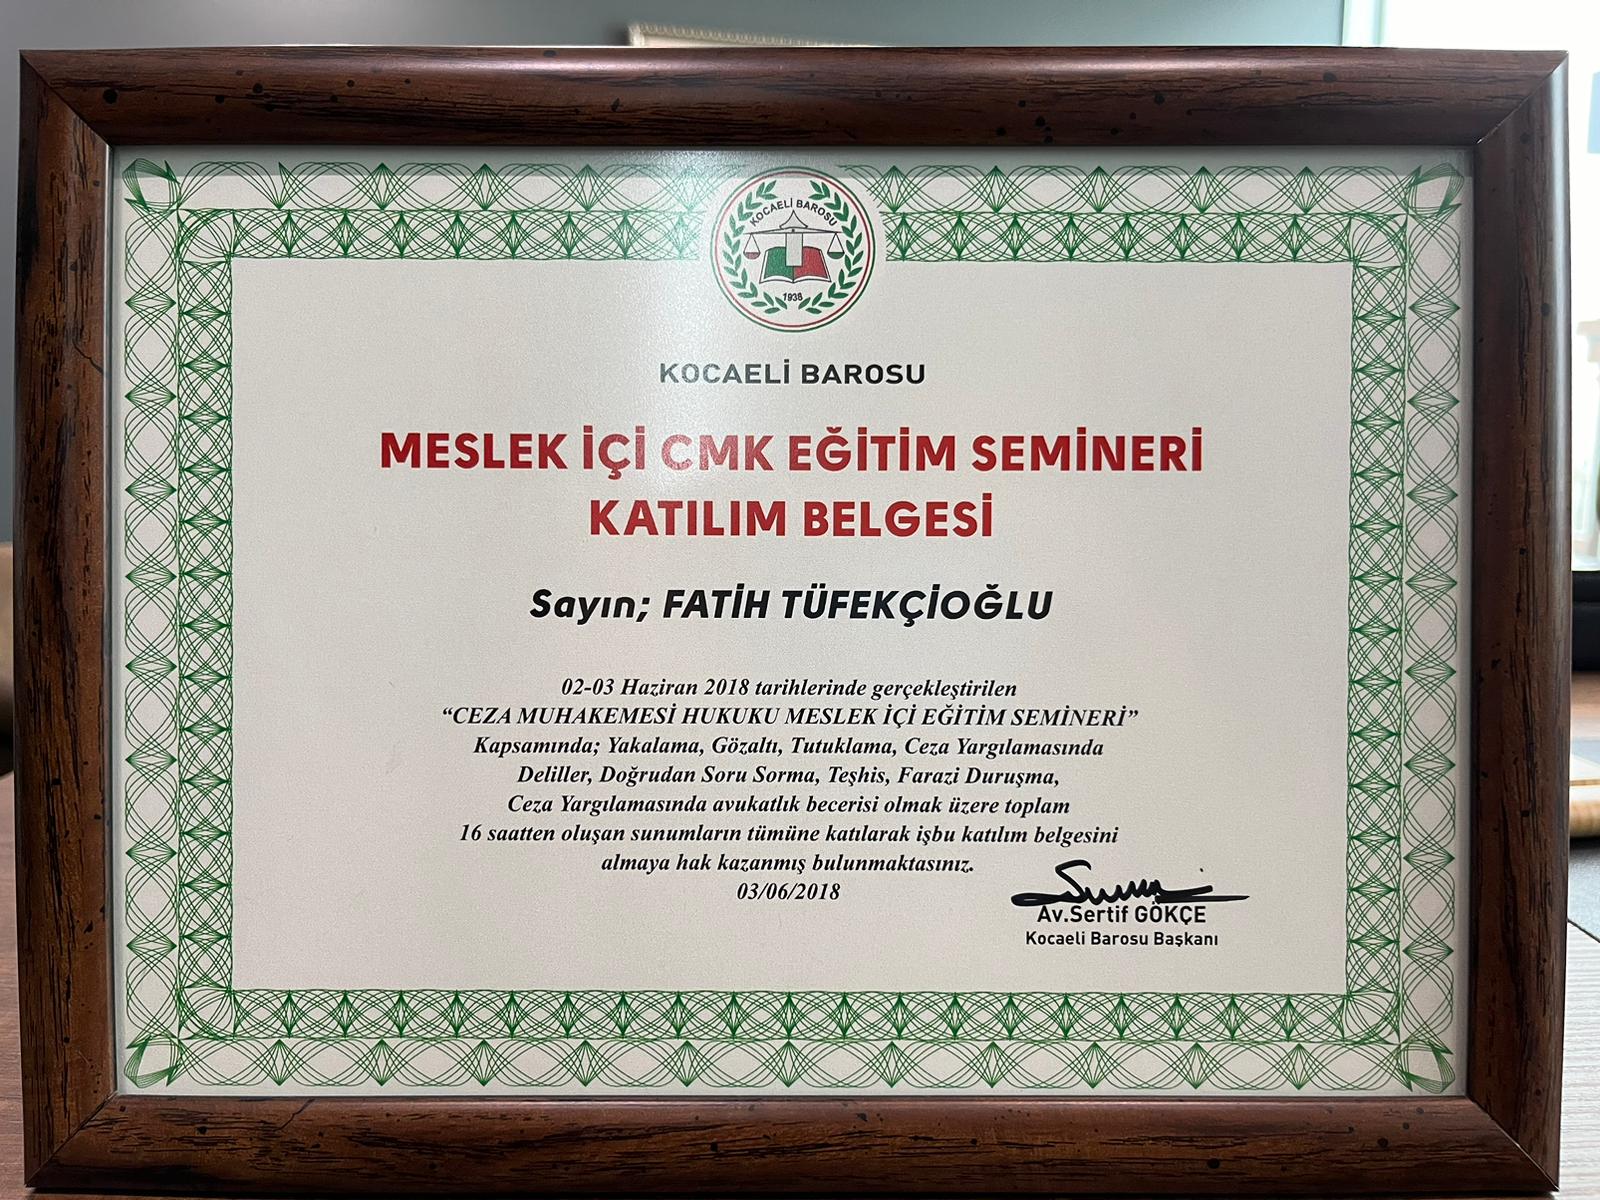 KOCAELİ BAROSU
1938
KOCAELİ BAROSU
MESLEK İÇİ CMK EĞİTİM SEMİNERİ
KATILIM BELGESİ
Sayın; FATİH TÜFEKÇİOĞLU
02-03 Haziran 2018 tarihlerinde gerçekleştirilen
“CEZA MUHAKEMESİ HUKUKU MESLEK İÇİ EĞİTİM SEMİNERİ”
Kapsamında; Yakalama, Gözaltı, Tutuklama, Ceza Yargılamasında
Deliller, Doğrudan Soru Sorma, Teşhis, Farazi Duruşma,
Ceza Yargılamasında avukatlık becerisi olmak üzere toplam
16 saatten oluşan sunumların tümüne katılarak işbu katılım belgesini
almaya hak kazanmış bulunmaktasınız.
03/06/2018
Av.Sertif GÖKÇE
Kocaeli Barosu Başkanı